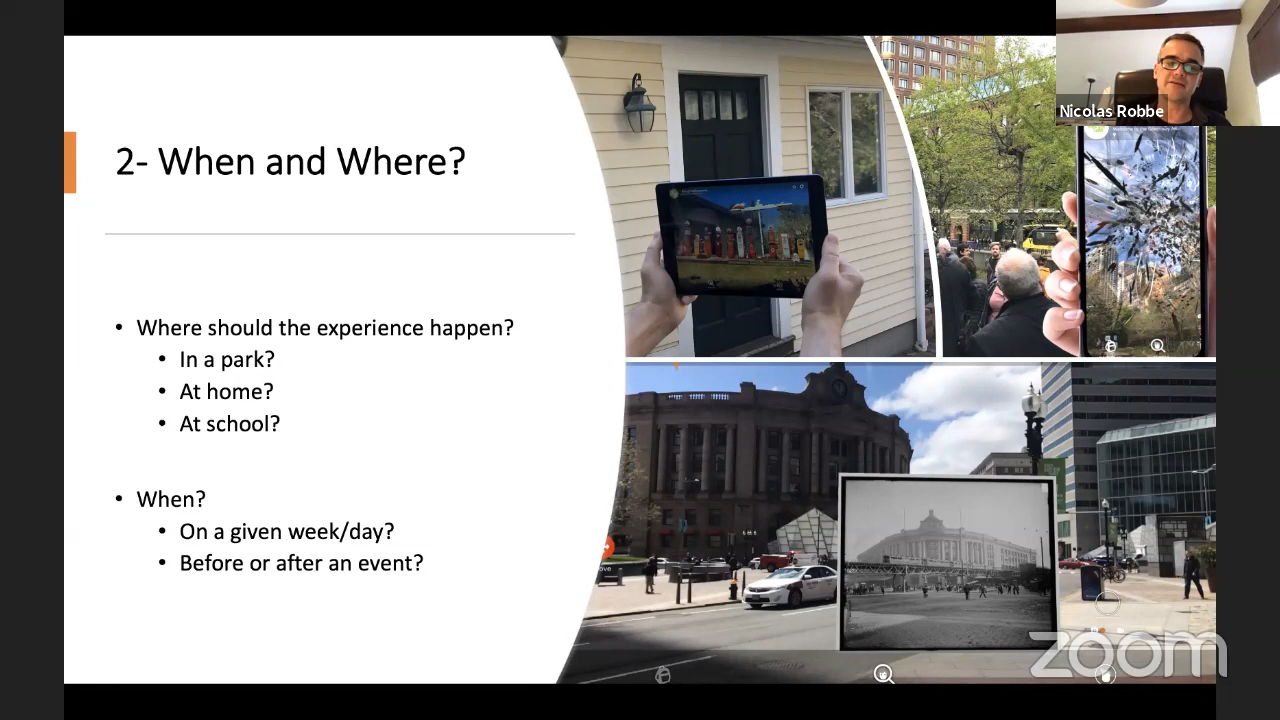 Nicolas Robbe
2- When and Where?
• Where should the experience happen?
• In a park?
• At home?
• At school?
• When?
• On a given week/day?
• Before or after an event?
zoom